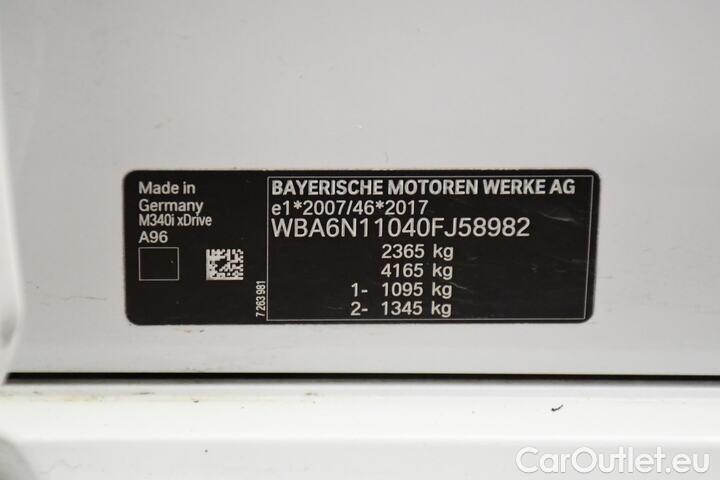 Made in
Germany
M340i xDrive
A96
7 263 981
BAYERISCHE MOTOREN WERKE AG
e1*2007/46*2017
WBA6N11040FJ58982
2365 kg
4165 kg
1- 1095 kg
2- 1345 kg
CarOutlet.eu